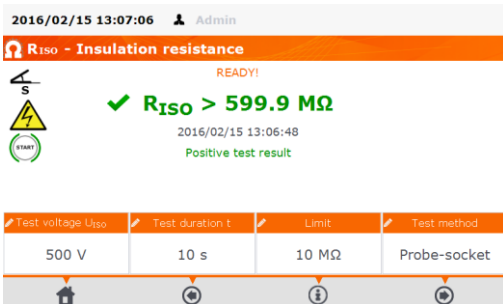 2016/02/15 13:07:06 Admin
RISO - Insulation resistance
READY!
S
RISO > 599.9 MΩ
2016/02/15 13:06:48
START
Positive test result
Test voltage UISO Test duration t Limit Test method
500 V 10 s 10 MΩ Probe-socket